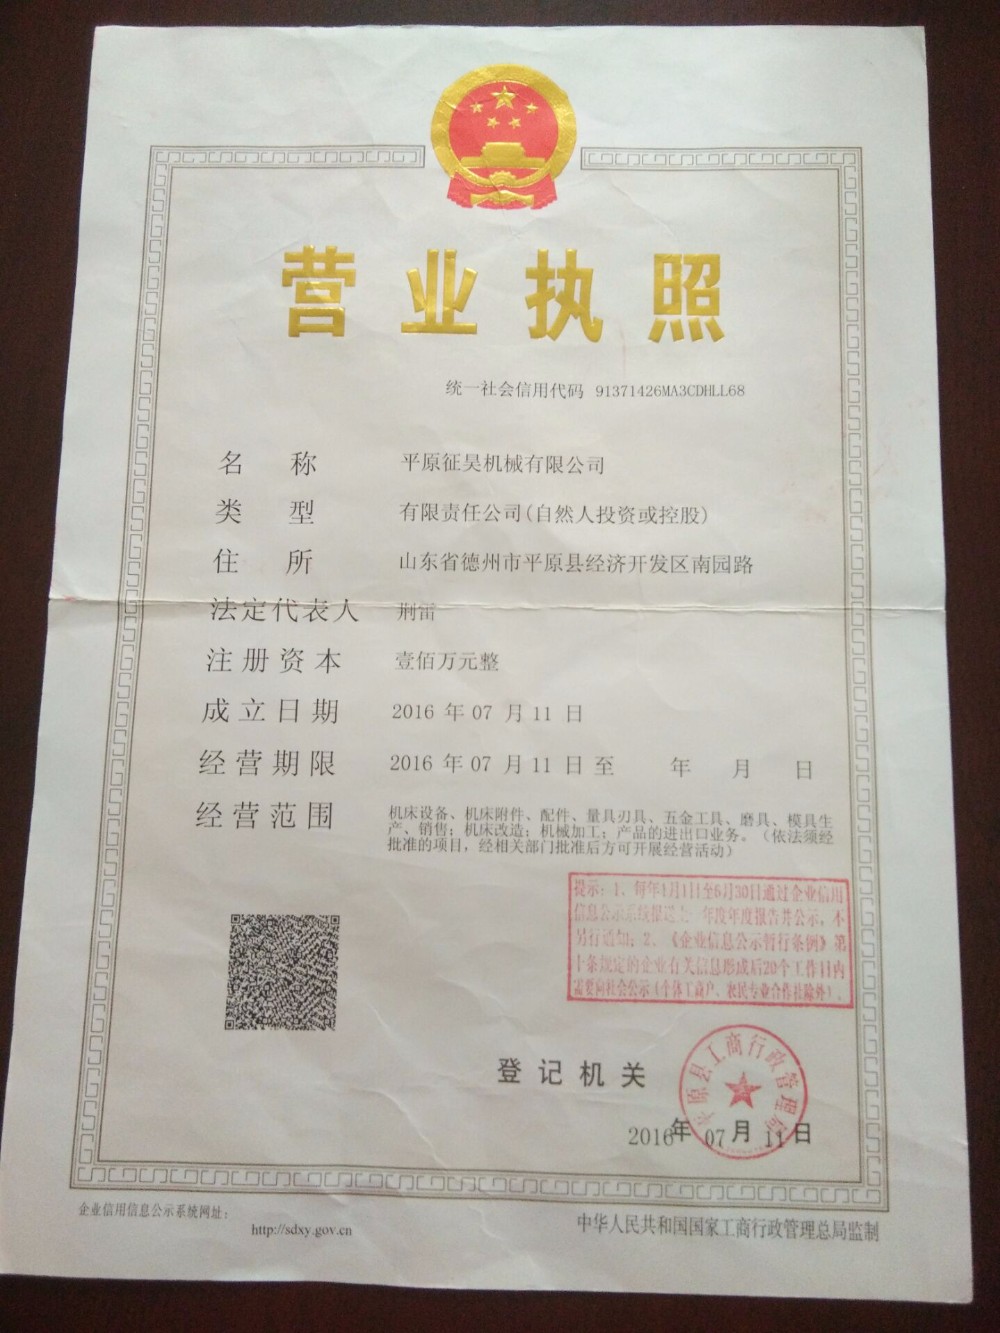 营业执照
统一社会信用代码 91371426MA3CDHLL68
名称 平原征昊机械有限公司
类型 有限责任公司(自然人投资或控股)
住所 山东省德州市平原县经济开发区南园路
法定代表人 荆雷
注册资本 壹佰万元整
成立日期 2016 年 07 月 11 日
经营期限 2016 年 07 月 11 日 至 年 月 日
经营范围 机床设备、机床附件、配件、量具刃具、五金工具、磨具、模具生
产、销售；机床改造；机械加工；产品的进出口业务。（依法须经
批准的项目，经相关部门批准后方可开展经营活动）
提示：1、每年1月1日至6月30日通过企业信用
信息公示系统报送上一年度年度报告并公示，不
另行通知；2、《企业信息公示暂行条例》第
十条规定的企业有关信息形成后20个工作日内
需要向社会公示（个体工商户、农民专业合作社除外）。
登记机关
平原县工商行政管理局
2016年 07 月 11 日
企业信用信息公示系统网址：
http://sdxy.gov.cn
中华人民共和国国家工商行政管理总局监制